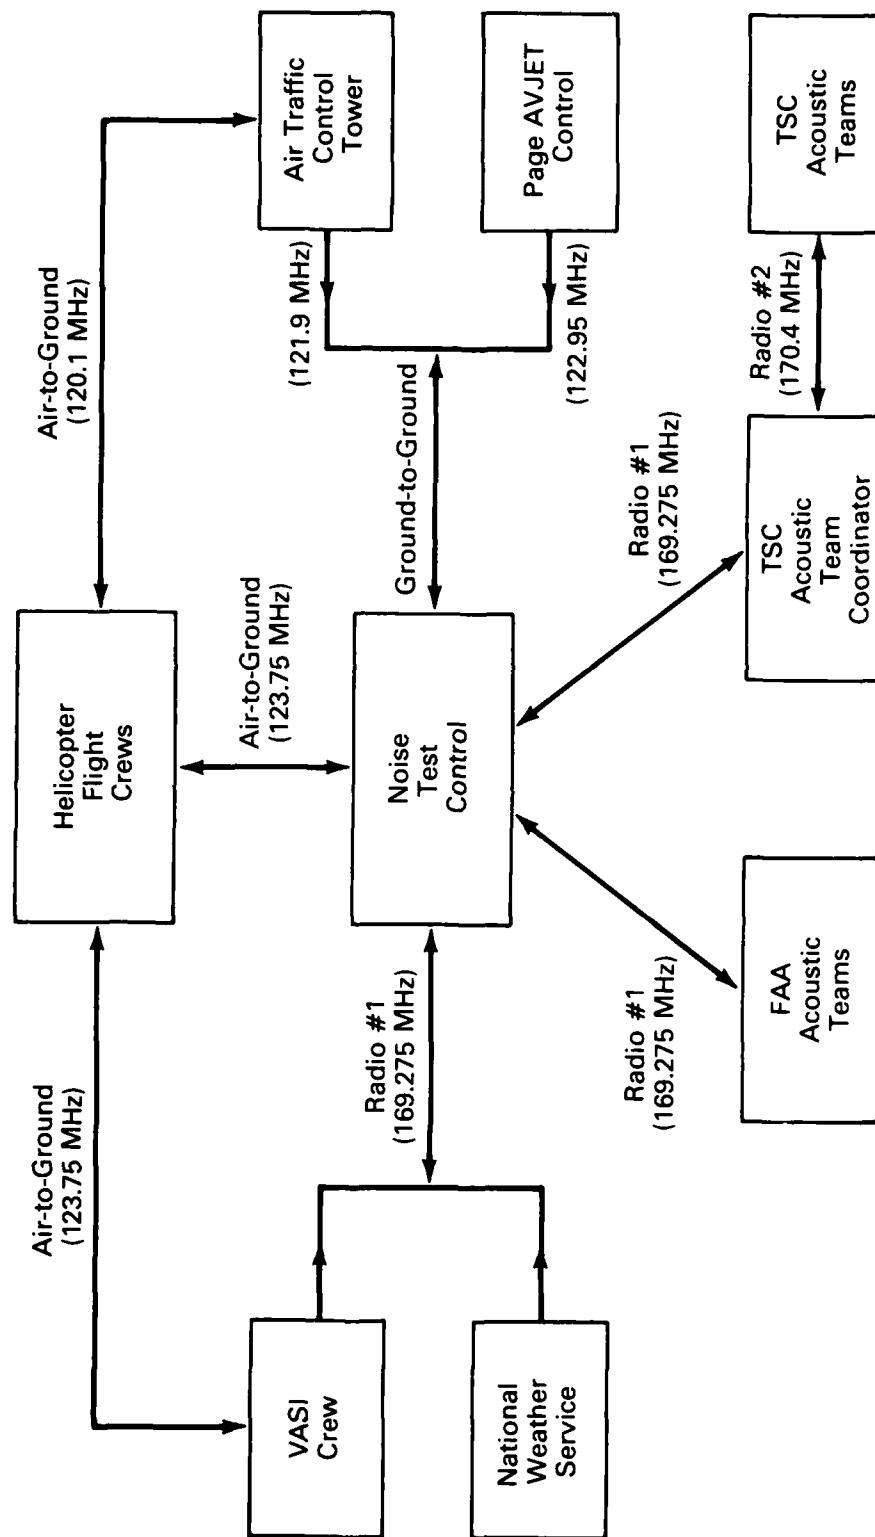 Air-to-Ground
(123.75 MHz)
Helicopter
Flight
Crews
Air-to-Ground
(120.1 MHz)
VASI
Crew
Air-to-Ground
(123.75 MHz)
Air Traffic
Control
Tower
(121.9 MHz)
Radio #1
(169.275 MHz)
Noise
Test
Control
Ground-to-Ground
National
Weather
Service
(122.95 MHz)
Page AVJET
Control
Radio #1
(169.275 MHz)
Radio #1
(169.275 MHz)
FAA
Acoustic
Teams
TSC
Acoustic
Team
Coordinator
Radio #2
(170.4 MHz)
TSC
Acoustic
Teams